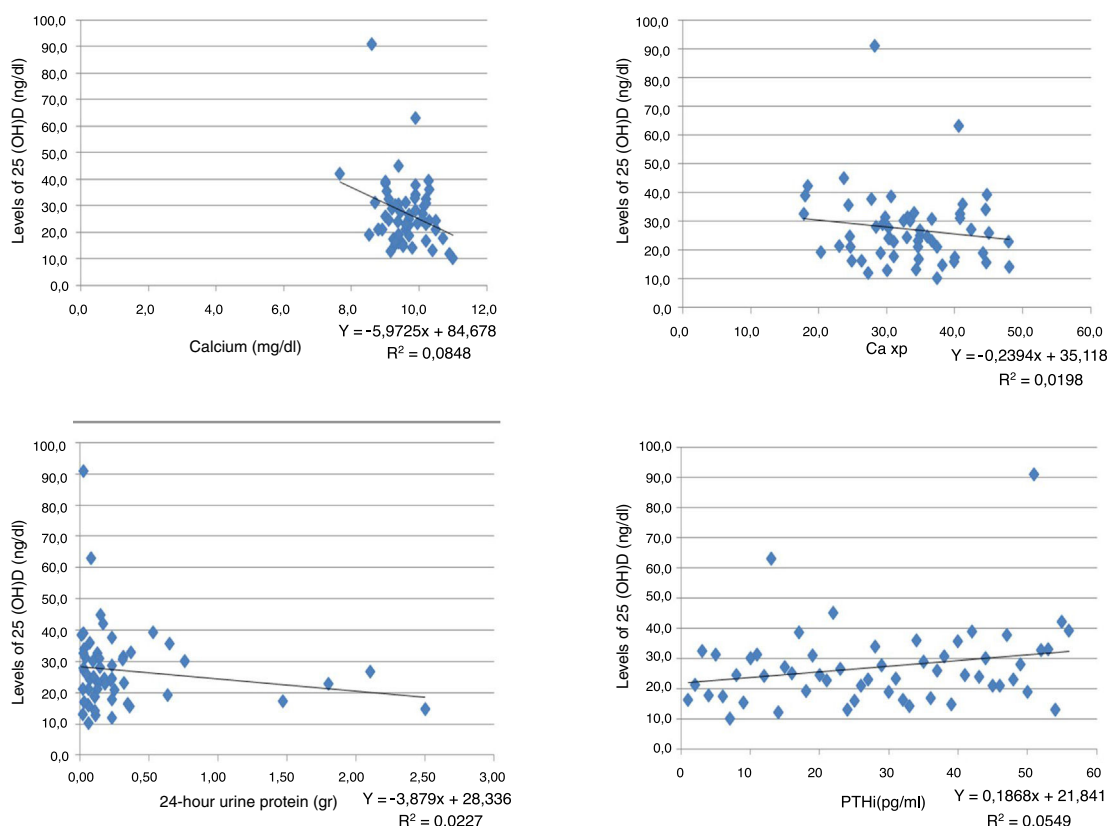 100,0
90,0
80,0
70,0
60,0
50,0
40,0
30,0
20,0
10,0
0,0
Levels of 25 (OH)D (ng/dl)
0,0 2,0 4,0 6,0 8,0 10,0 12,0
Calcium (mg/dl)
Y =-5,9725x + 84,678
R² = 0,0848
100,0
90,0
80,0
70,0
60,0
50,0
40,0
30,0
20,0
10,0
0,0
Levels of 25 (OH)D (ng/dl)
0,0 10,0 20,0 30,0 40,0 50,0 60,0
Ca xp
Y =-0,2394x + 35,118
R² = 0,0198
100,0
90,0
80,0
70,0
60,0
50,0
40,0
30,0
20,0
10,0
0,0
Levels of 25 (OH)D (ng/dl)
0,00 0,50 1,00 1,50 2,00 2,50 3,00
24-hour urine protein (gr)
Y =-3,879x + 28,336
R² = 0,0227
100,0
90,0
80,0
70,0
60,0
50,0
40,0
30,0
20,0
10,0
0,0
Levels of 25 (OH)D (ng/dl)
0 10 20 30 40 50 60
PTHi(pg/ml)
Y = 0,1868x + 21,841
R² = 0,0549